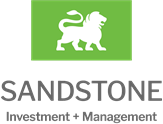 SANDSTONE
Investment + Management